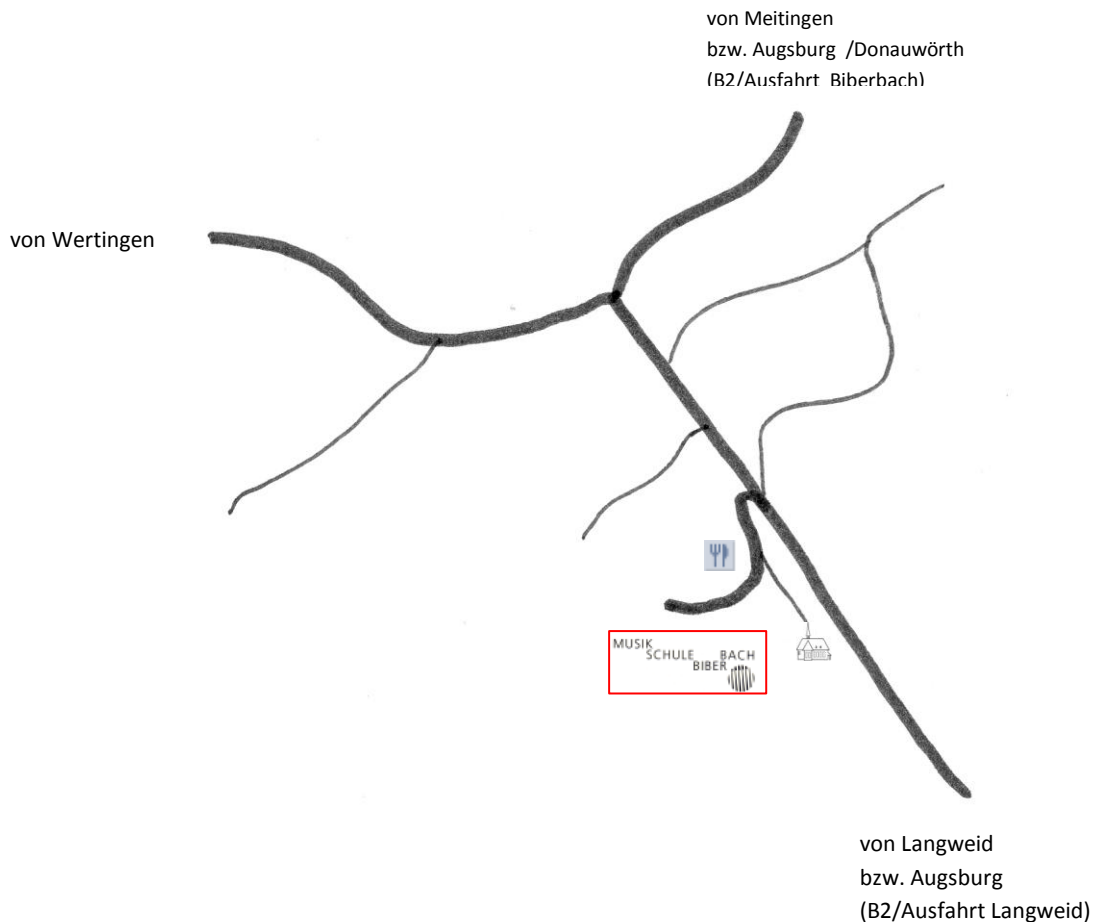 von Meitingen
bzw. Augsburg /Donauwörth
(B2/Ausfahrt Biberbach)
von Wertingen
MUSIK
SCHULE BACH
BIBER
von Langweid
bzw. Augsburg
(B2/Ausfahrt Langweid)